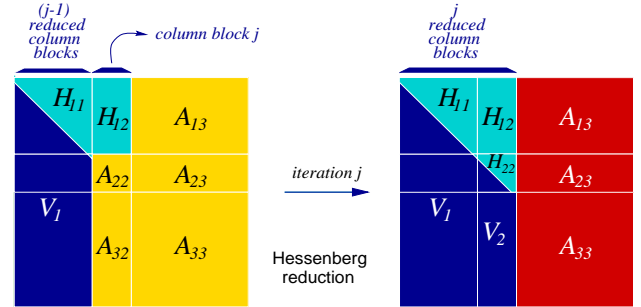 (j-1)
reduced
column
blocks
column block j
H11
H12
A13
A22
A23
V1
A32
A33
iteration j
Hessenberg
reduction
j
reduced
column
blocks
H11
H12
A13
H22
A23
V1
V2
A33